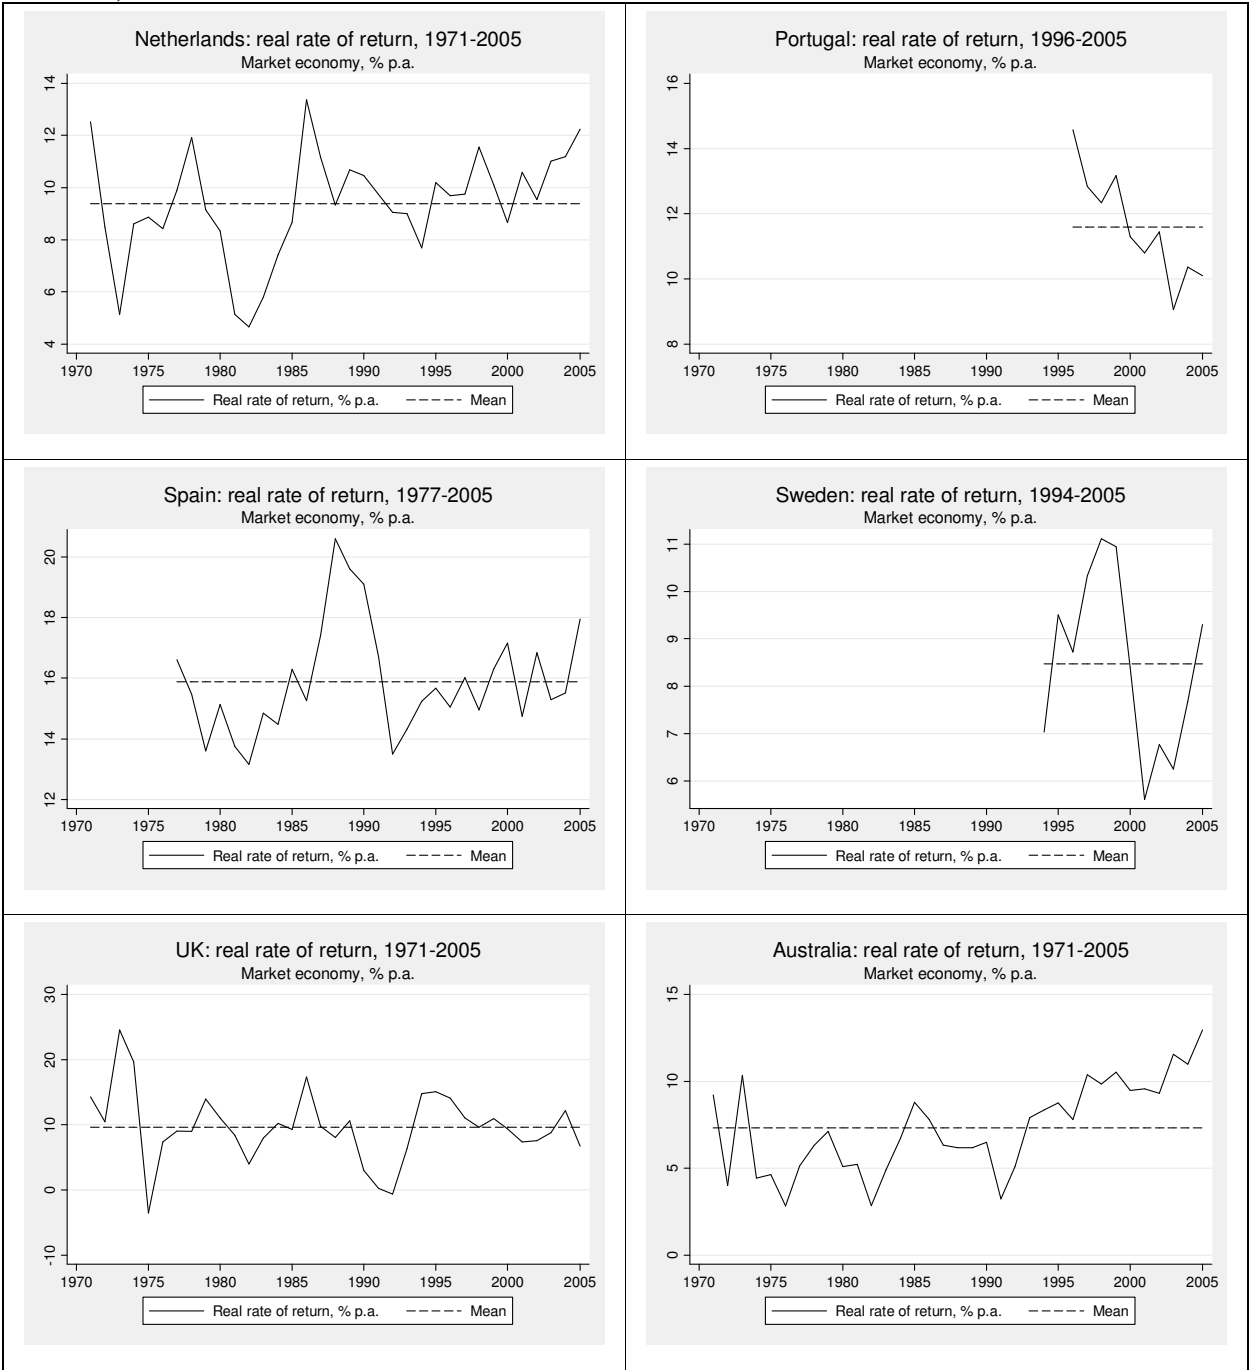 Netherlands: real rate of return, 1971-2005
Market economy, % p.a.
14
12
10
8
6
4
1970 1975 1980 1985 1990 1995 2000 2005
Real rate of return, % p.a. Mean
Portugal: real rate of return, 1996-2005
Market economy, % p.a.
16
14
12
10
8
1970 1975 1980 1985 1990 1995 2000 2005
Real rate of return, % p.a. Mean
Spain: real rate of return, 1977-2005
Market economy, % p.a.
20
18
16
14
12
1970 1975 1980 1985 1990 1995 2000 2005
Real rate of return, % p.a. Mean
Sweden: real rate of return, 1994-2005
Market economy, % p.a.
11
10
9
8
7
6
1970 1975 1980 1985 1990 1995 2000 2005
Real rate of return, % p.a. Mean
UK: real rate of return, 1971-2005
Market economy, % p.a.
30
20
10
0
-10
1970 1975 1980 1985 1990 1995 2000 2005
Real rate of return, % p.a. Mean
Australia: real rate of return, 1971-2005
Market economy, % p.a.
15
10
5
0
1970 1975 1980 1985 1990 1995 2000 2005
Real rate of return, % p.a. Mean